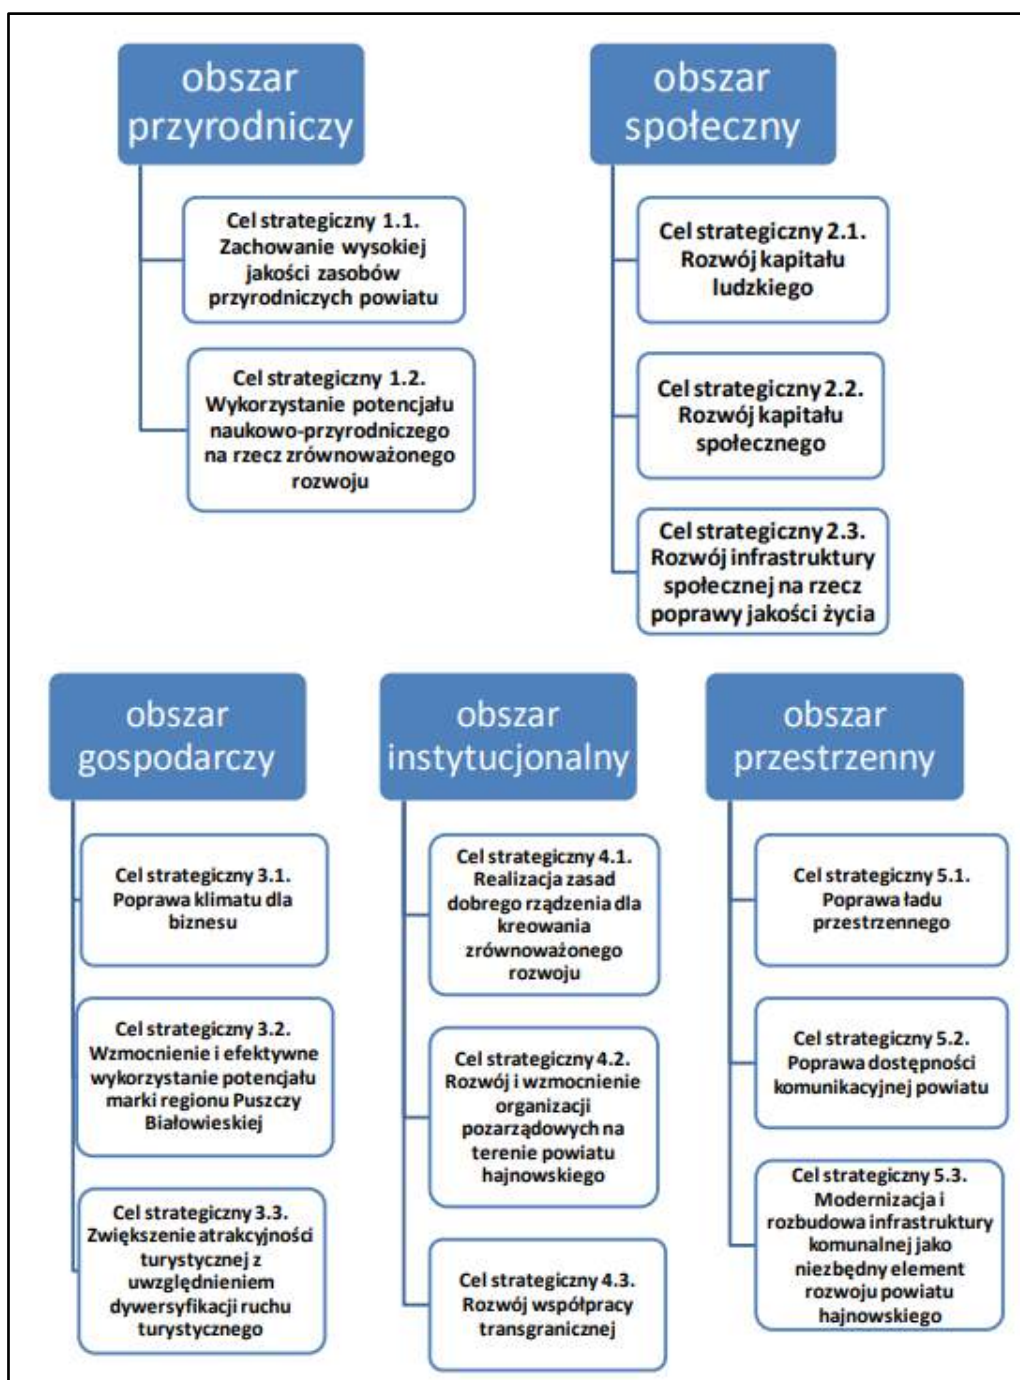 obszar
przyrodniczy
Cel strategiczny 1.1.
Zachowanie wysokiej
jakości zasobów
przyrodniczych powiatu
Cel strategiczny 1.2.
Wykorzystanie potencjału
naukowo-przyrodniczego
na rzecz zrównoważonego
rozwoju
obszar
społeczny
Cel strategiczny 2.1.
Rozwój kapitału
ludzkiego
Cel strategiczny 2.2.
Rozwój kapitału
społecznego
Cel strategiczny 2.3.
Rozwój infrastruktury
społecznej na rzecz
poprawy jakości życia
obszar
gospodarczy
Cel strategiczny 3.1.
Poprawa klimatu dla
biznesu
Cel strategiczny 3.2.
Wzmocnienie i efektywne
wykorzystanie potencjału
marki regionu Puszczy
Białowieskiej
Cel strategiczny 3.3.
Zwiększenie atrakcyjności
turystycznej z
uwzględnieniem
dywersyfikacji ruchu
turystycznego
obszar
instytucjonalny
Cel strategiczny 4.1.
Realizacja zasad
dobrego rządzenia dla
kreowania
zrównoważonego
rozwoju
Cel strategiczny 4.2.
Rozwój i wzmocnienie
organizacji
pozarządowych na
terenie powiatu
hajnowskiego
Cel strategiczny 4.3.
Rozwój współpracy
transgranicznej
obszar
przestrzenny
Cel strategiczny 5.1.
Poprawa ładu
przestrzennego
Cel strategiczny 5.2.
Poprawa dostępności
komunikacyjnej powiatu
Cel strategiczny 5.3.
Modernizacja i
rozbudowa infrastruktury
komunalnej jako
niezbędny element
rozwoju powiatu
hajnowskiego